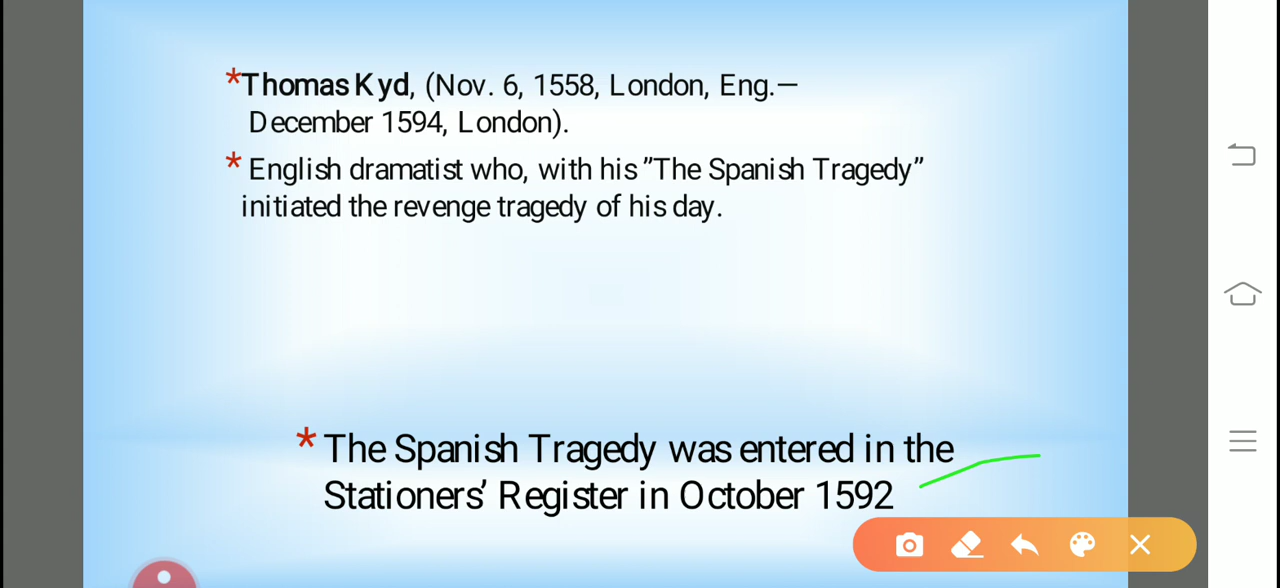 *Thomas Kyd, (Nov. 6, 1558, London, Eng.—
December 1594, London).
* English dramatist who, with his ”The Spanish Tragedy”
initiated the revenge tragedy of his day.
* The Spanish Tragedy was entered in the
Stationers’ Register in October 1592